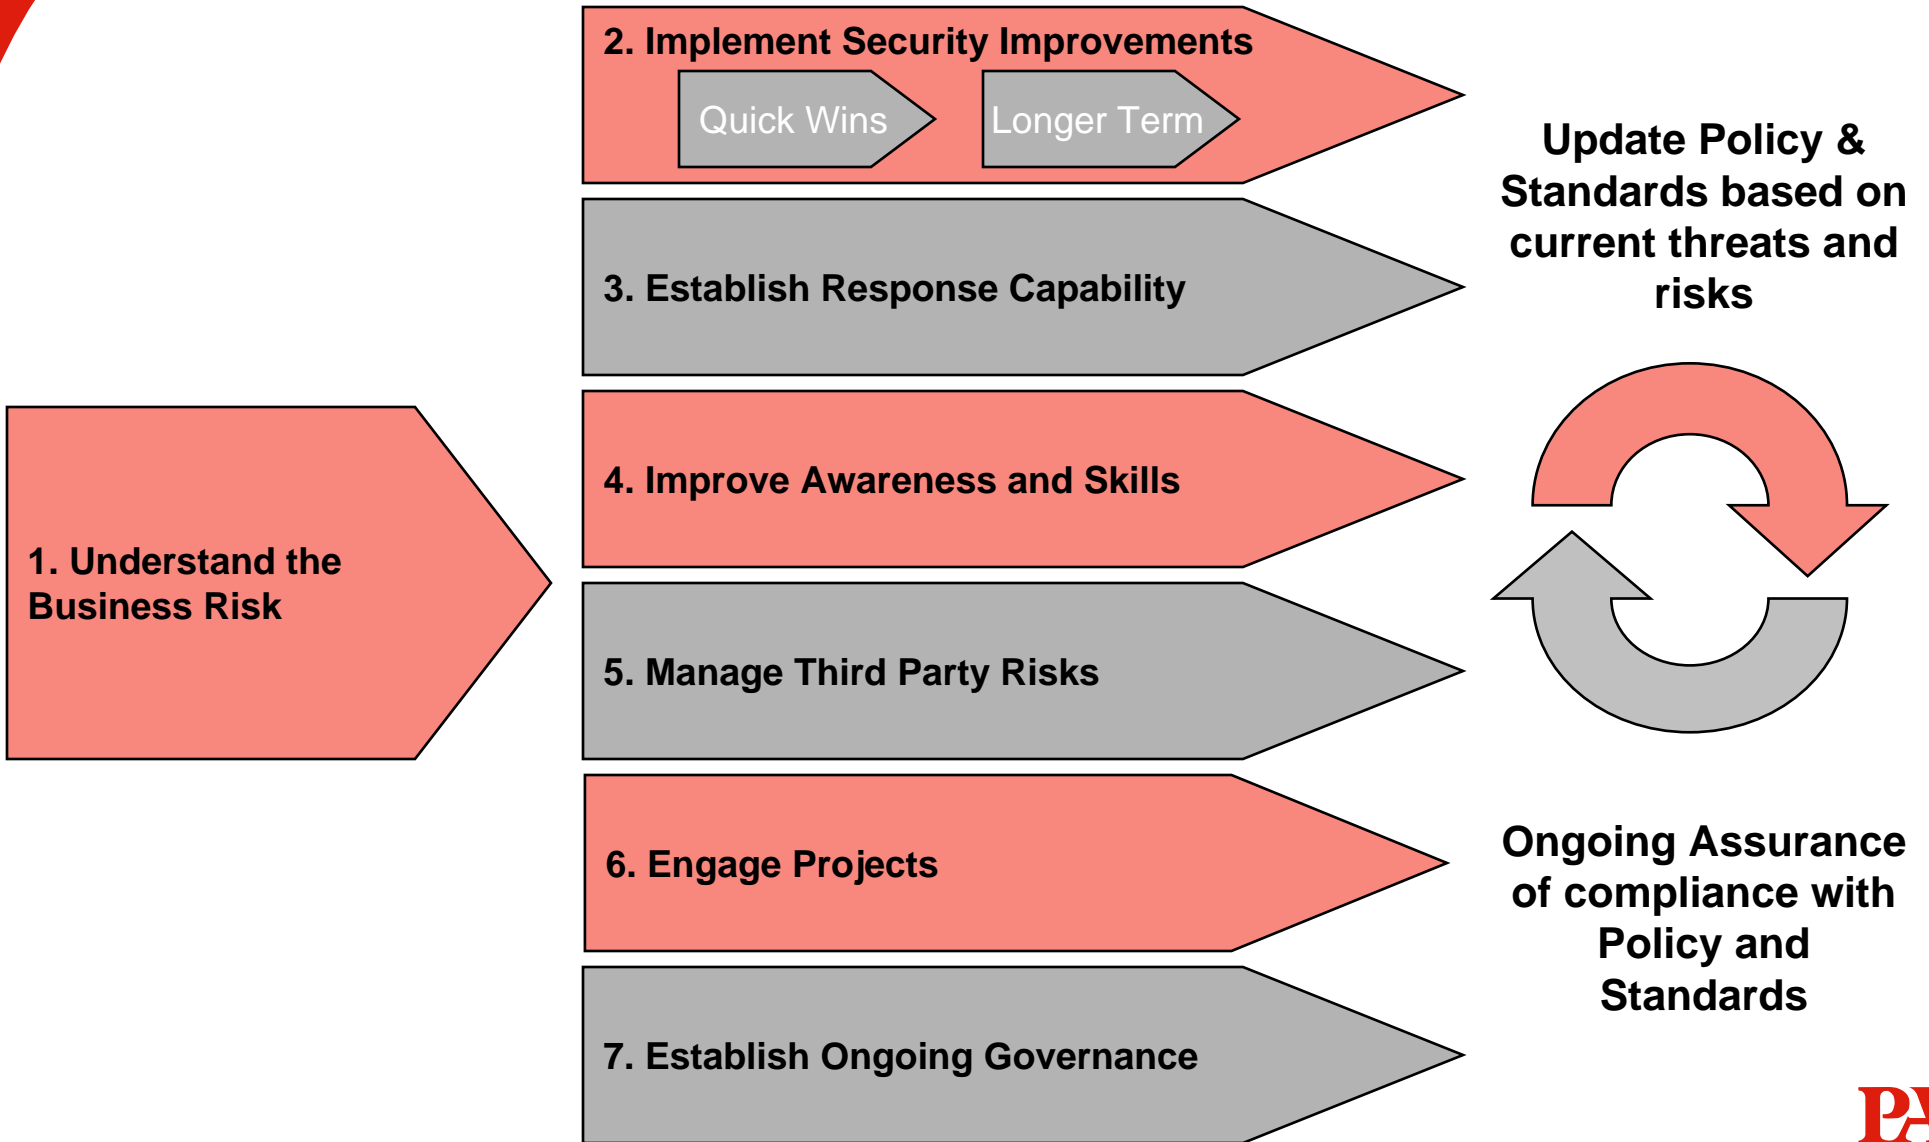 1. Understand the
Business Risk
2. Implement Security Improvements
Quick Wins
Longer Term
3. Establish Response Capability
4. Improve Awareness and Skills
5. Manage Third Party Risks
6. Engage Projects
7. Establish Ongoing Governance
Update Policy &
Standards based on
current threats and
risks
Ongoing Assurance
of compliance with
Policy and
Standards
PA